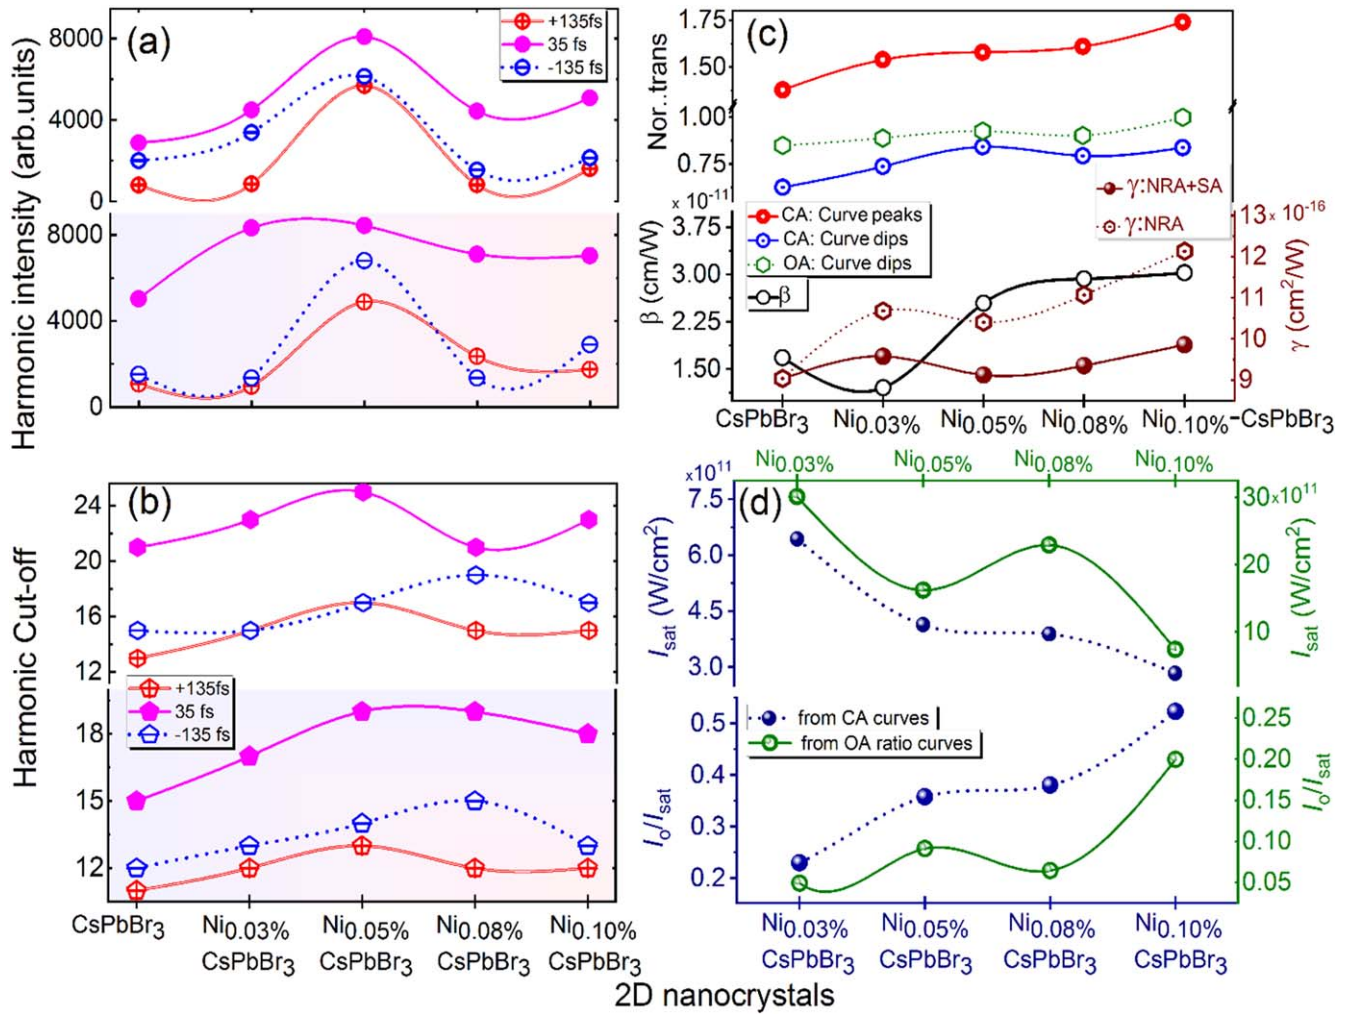 (a)
+135fs
35 fs
-135 fs
Harmonic intensity (arb.units)
8000
4000
0
8000
4000
0
(b)
Harmonic Cut-off
24
20
16
12
+135fs
35 fs
-135 fs
18
15
12
CsPbBr3
Ni0.03%
CsPbBr3
Ni0.05%
CsPbBr3
Ni0.08%
CsPbBr3
Ni0.10%
CsPbBr3
(c)
Nor..trans
1.75
1.50
1.00
0.75
x 10-11
γ:NRA+SA
γ:NRA
CA: Curve peaks
CA: Curve dips
OA: Curve dips
β
β (cm/W)
3.75
3.00
2.25
1.50
13x 10-16
12
11
10
9
γ (cm2/W)
CsPbBr3 Ni0.03% Ni0.05% Ni0.08% Ni0.10%-CsPbBr3
Ni0.03% Ni0.05% Ni0.08% Ni0.10%
(d)
x1011
7.5
6.0
4.5
3.0
Isat (W/cm2)
30x1011
20
10
Isat (W/cm2)
from CA curves
from OA ratio curves
0.5
0.4
0.3
0.2
Io/Isat
0.25
0.20
0.15
0.10
0.05
Io/Isat
Ni0.03%
CsPbBr3
Ni0.05%
CsPbBr3
Ni0.08%
CsPbBr3
Ni0.10%
CsPbBr3
2D nanocrystals